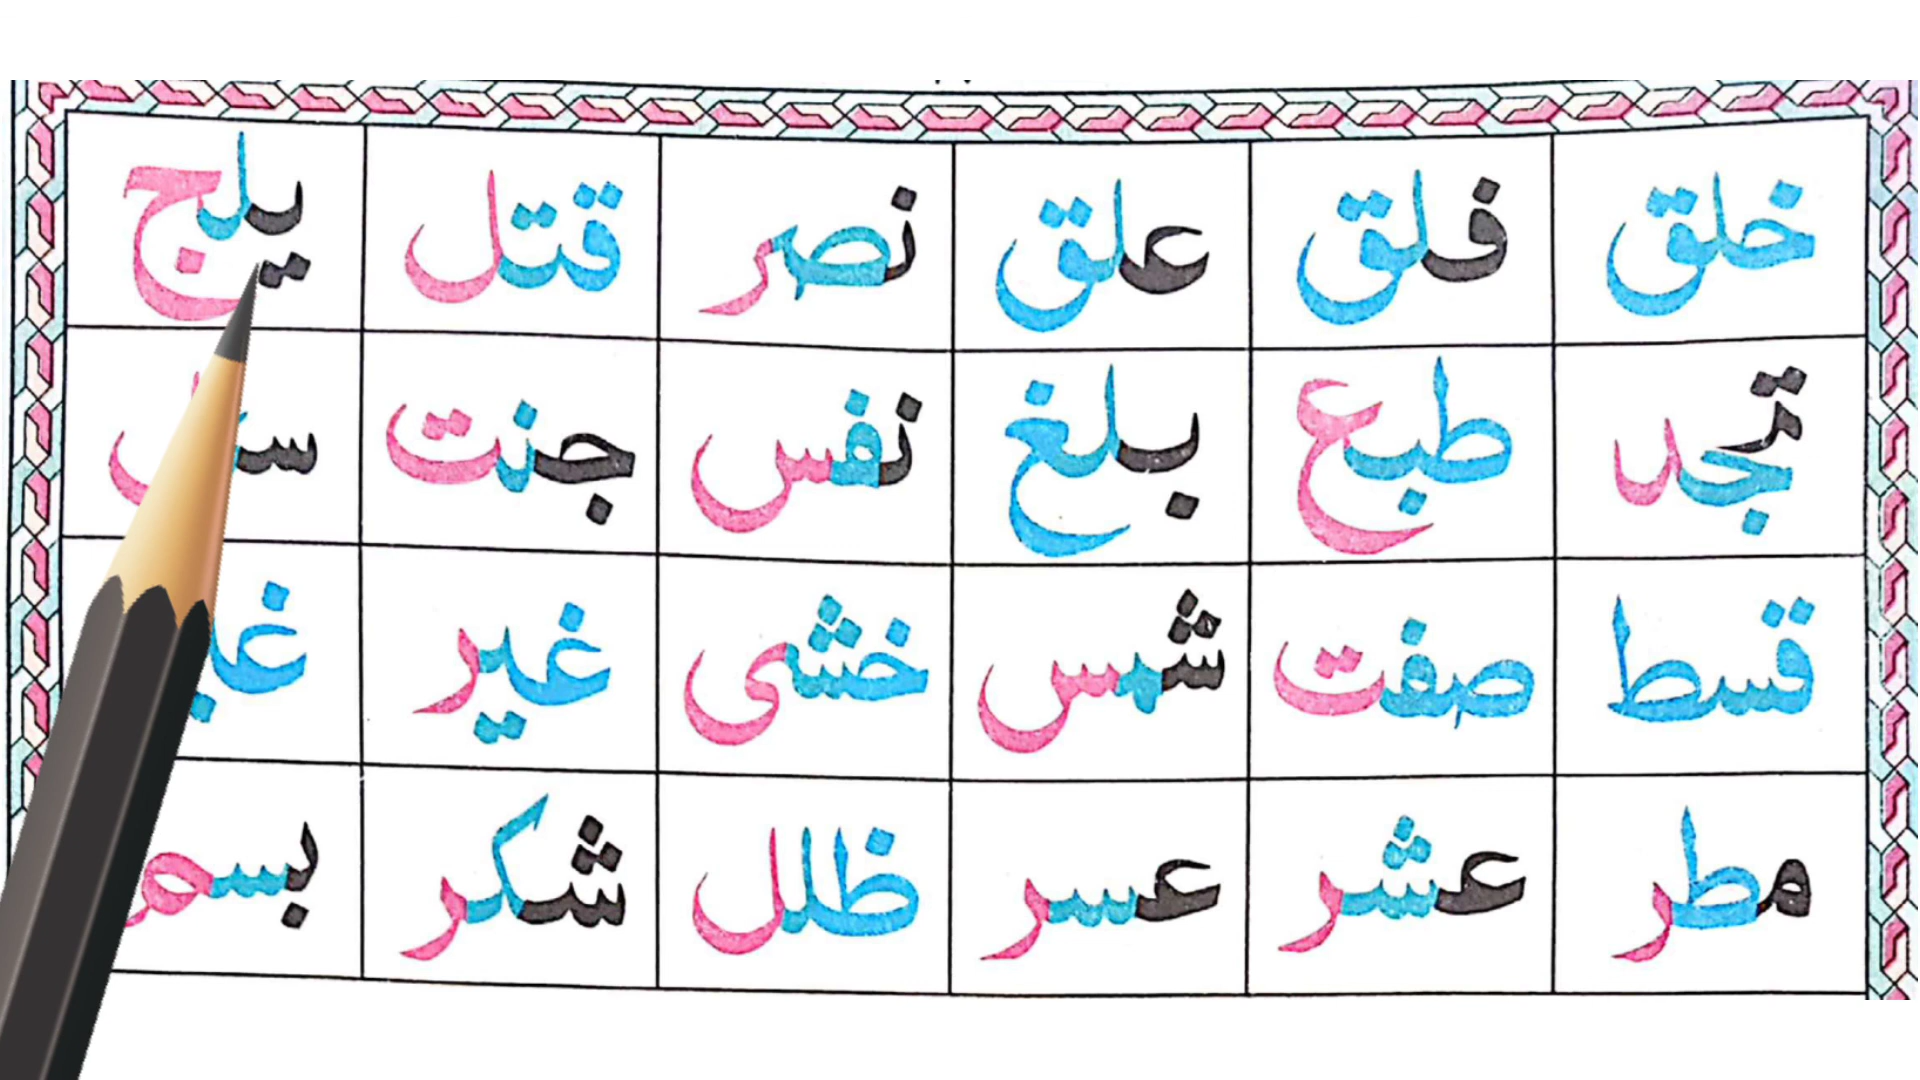 خلق فلق علق نصر قتل يلج
تجد طبع بلغ نفس جنت
قسط صفت شمس خشى غير
مطر عشر عسر ظلل شكر بسم